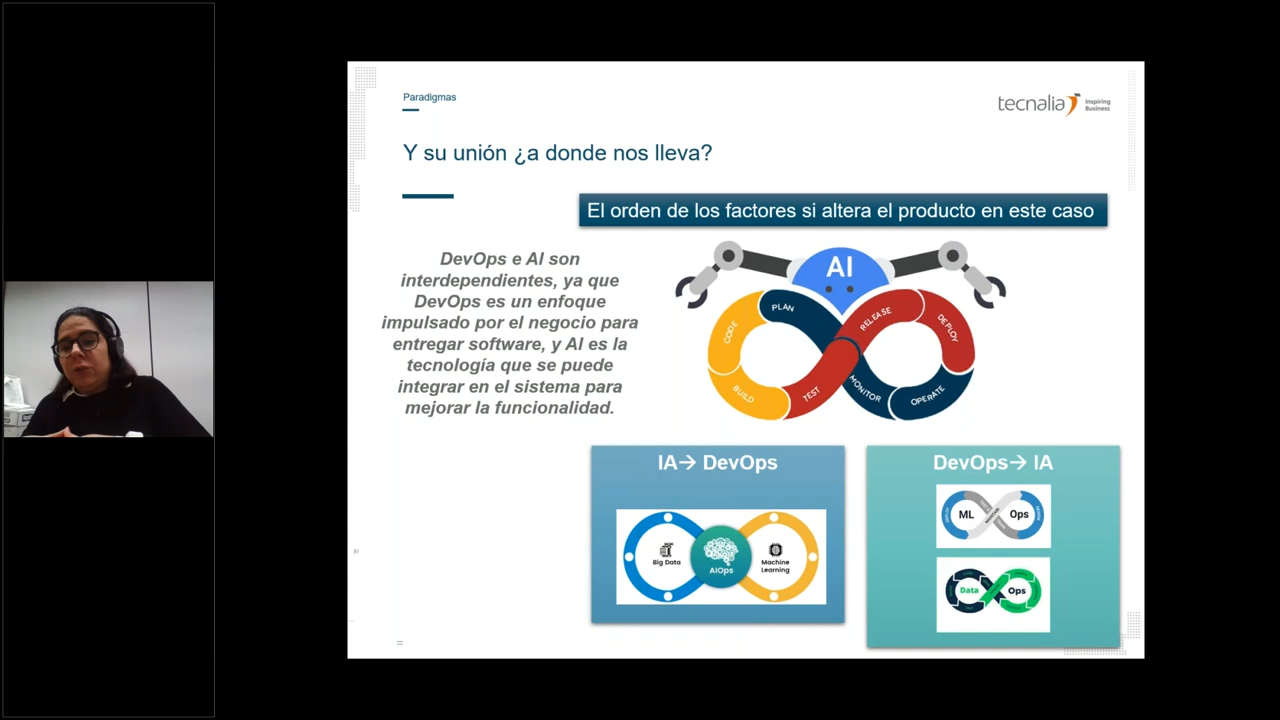 Paradigmas
tecnalia Inspiring
Business
Y su unión ¿a donde nos lleva?
El orden de los factores si altera el producto en este caso
DevOps e AI son
interdependientes, ya que
DevOps es un enfoque
impulsado por el negocio para
entregar software, y AI es la
tecnología que se puede
integrar en el sistema para
mejorar la funcionalidad.
AI
PLAN
CODE
BUILD
TEST
RELEASE
DEPLOY
OPERATE
MONITOR
IA→ DevOps
Big Data
AIOps
Machine
Learning
DevOps→ IA
ML Ops
Data Ops